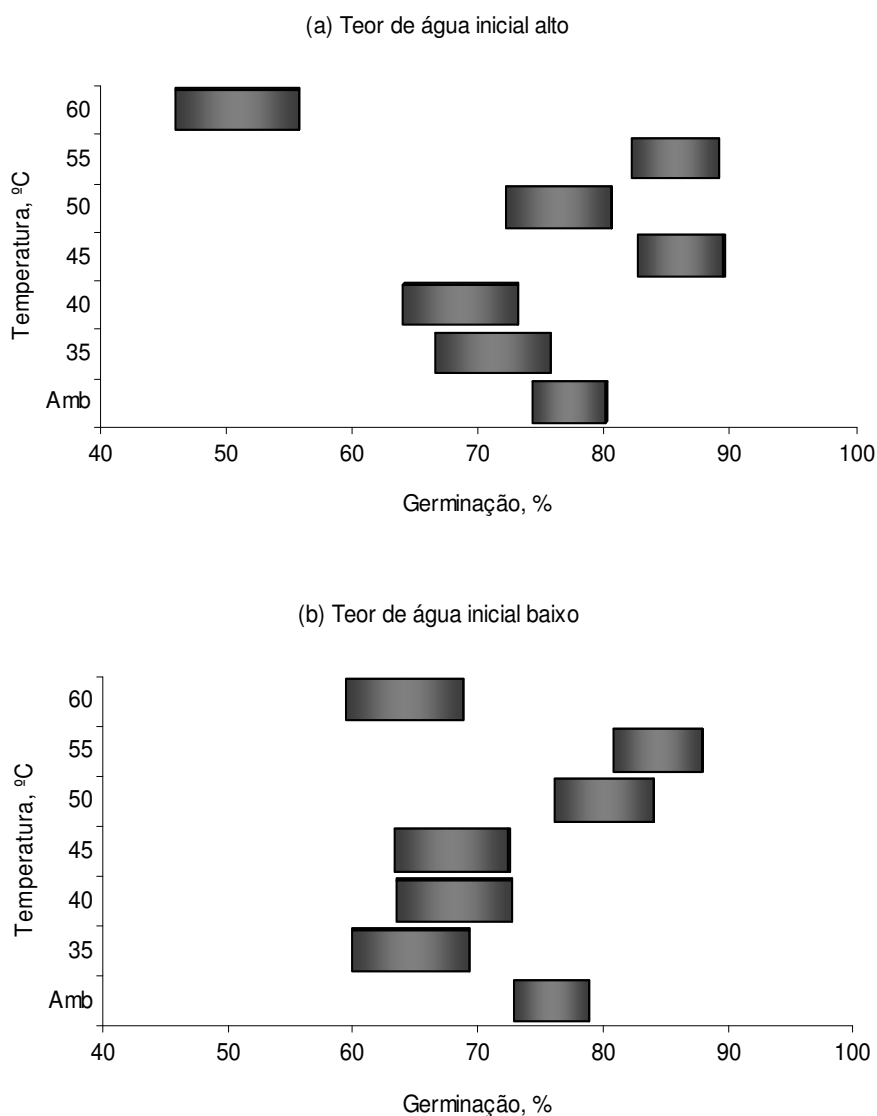 (a) Teor de água inicial alto
Temperatura, ºC
60
55
50
45
40
35
Amb
40 50 60 70 80 90 100
Germinação, %
(b) Teor de água inicial baixo
Temperatura, ºC
60
55
50
45
40
35
Amb
40 50 60 70 80 90 100
Germinação, %